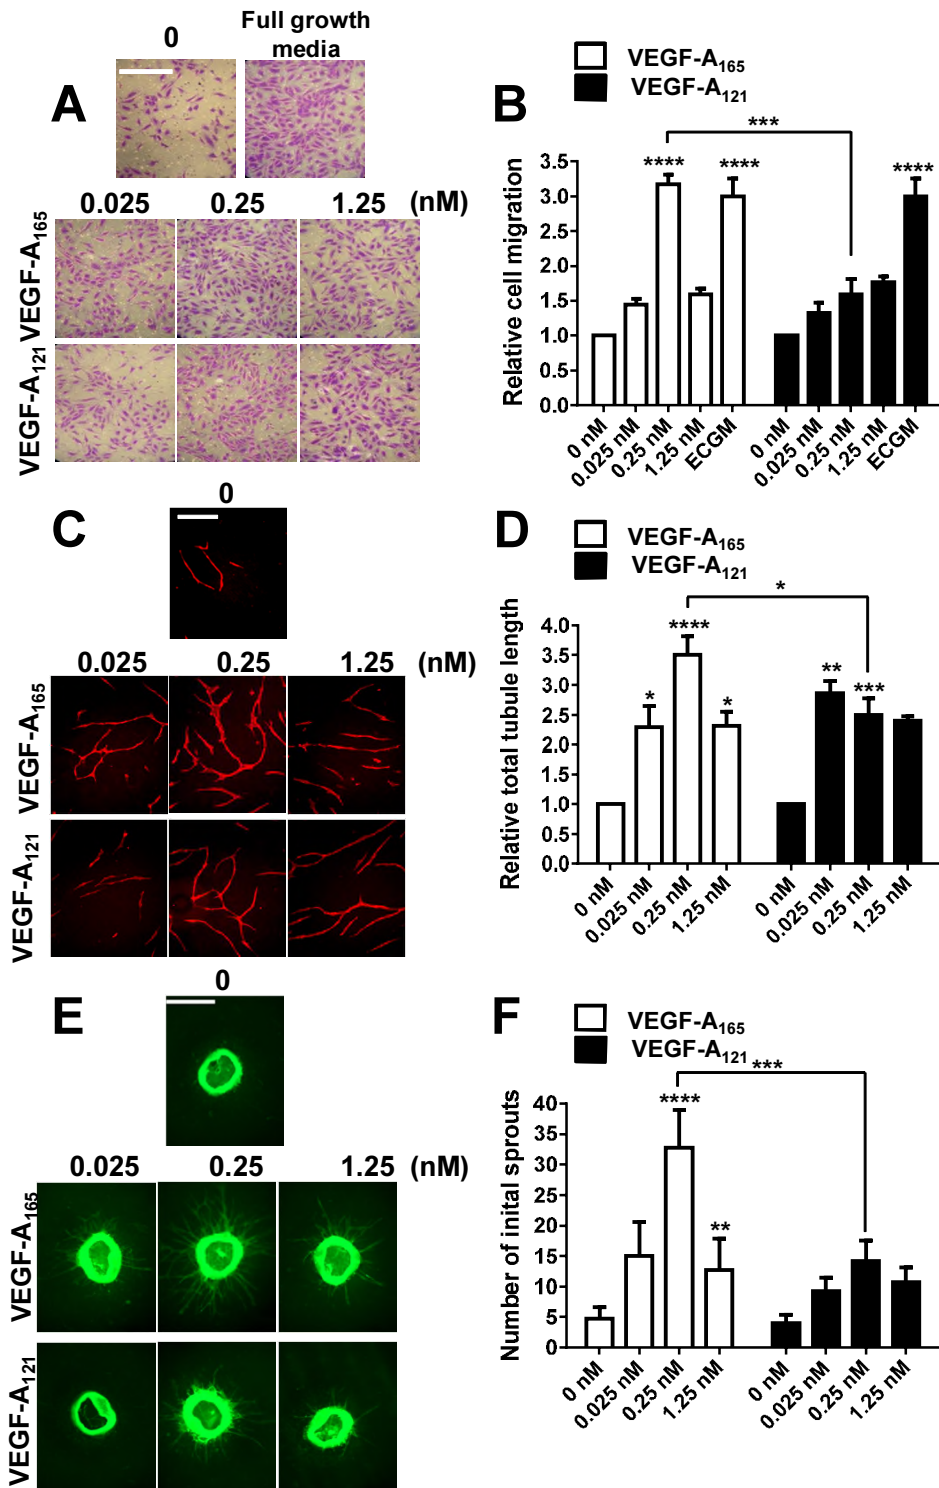 A
0
Full growth
media
0.025 0.25 1.25 (nM)
VEGF-A165
VEGF-A121
B
VEGF-A165
VEGF-A121
***
**** **** ****
Relative cell migration
3.5
3.0
2.5
2.0
1.5
1.0
0.5
0.0
0 nM 0.025 nM 0.25 nM 1.25 nM ECGM 0 nM 0.025 nM 0.25 nM 1.25 nM ECGM
C
0
0.025 0.25 1.25 (nM)
VEGF-A165
VEGF-A121
D
VEGF-A165
VEGF-A121
*
* **** * ** ***
Relative total tubule length
4.0
3.5
3.0
2.5
2.0
1.5
1.0
0.5
0.0
0 nM 0.025 nM 0.25 nM 1.25 nM 0 nM 0.025 nM 0.25 nM 1.25 nM
E
0
0.025 0.25 1.25 (nM)
VEGF-A165
VEGF-A121
F
VEGF-A165
VEGF-A121
***
**** **
Number of inital sprouts
40
35
30
25
20
15
10
5
0
0 nM 0.025 nM 0.25 nM 1.25 nM 0 nM 0.025 nM 0.25 nM 1.25 nM